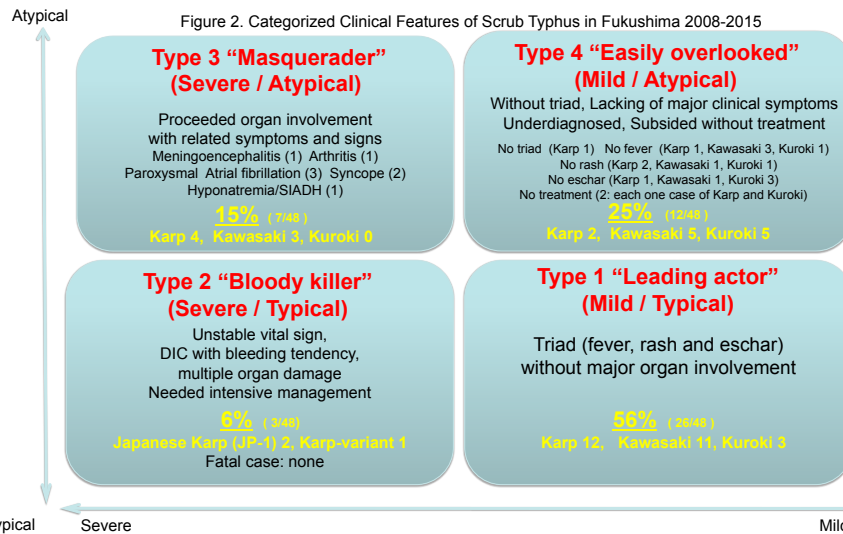 Figure 2. Categorized Clinical Features of Scrub Typhus in Fukushima 2008-2015
Atypical
Type 3 “Masquerader”
(Severe / Atypical)
Proceeded organ involvement
with related symptoms and signs
Meningoencephalitis (1) Arthritis (1)
Paroxysmal Atrial fibrillation (3) Syncope (2)
Hyponatremia/SIADH (1)
15% ( 7/48 )
Karp 4, Kawasaki 3, Kuroki 0
Type 4 “Easily overlooked”
(Mild / Atypical)
Without triad, Lacking of major clinical symptoms
Underdiagnosed, Subsided without treatment
No triad (Karp 1) No fever (Karp 1, Kawasaki 3, Kuroki 1)
No rash (Karp 2, Kawasaki 1, Kuroki 1)
No eschar (Karp 1, Kawasaki 1, Kuroki 3)
No treatment (2: each one case of Karp and Kuroki)
25% (12/48 )
Karp 2, Kawasaki 5, Kuroki 5
Type 2 “Bloody killer”
(Severe / Typical)
Unstable vital sign,
DIC with bleeding tendency,
multiple organ damage
Needed intensive management
6% ( 3/48)
Japanese Karp (JP-1) 2, Karp-variant 1
Fatal case: none
Type 1 “Leading actor”
(Mild / Typical)
Triad (fever, rash and eschar)
without major organ involvement
56% ( 26/48 )
Karp 12, Kawasaki 11, Kuroki 3
ypical
Severe
Mil